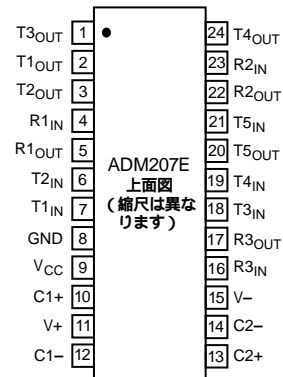 T3OUT 1 24 T4OUT
T1OUT 2 23 R2IN
T2OUT 3 22 R2OUT
R1IN 4 21 T5IN
R1OUT 5 20 T5OUT
T2IN 6 19 T4IN
T1IN 7 18 T3IN
GND 8 17 R3OUT
VCC 9 16 R3IN
C1+ 10 15 V–
V+ 11 14 C2–
C1– 12 13 C2+
ADM207E
上面図
(縮尺は異な
ります)